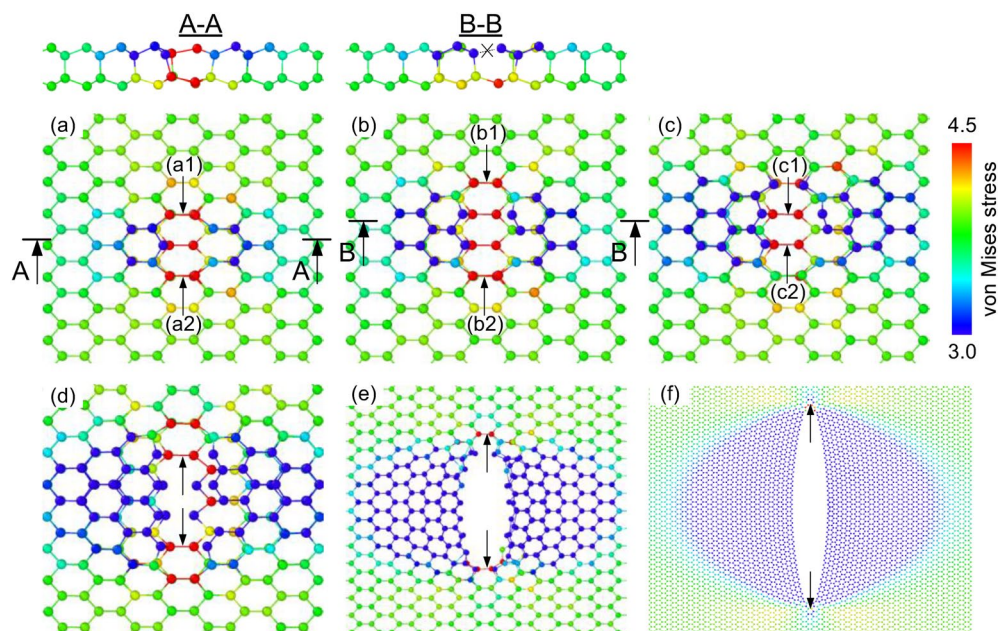 A-A
B-B
(a)
(b)
(c)
(a1)
(b1)
(c1)
4.5
A
A
B
B
von Mises stress
(a2)
(b2)
(c2)
3.0
(d)
(e)
(f)